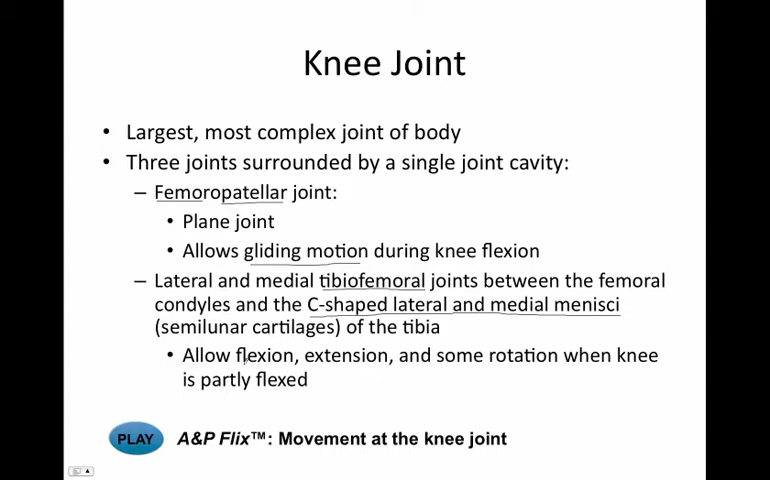 Knee Joint
• Largest, most complex joint of body
• Three joints surrounded by a single joint cavity:
– Femoropatellar joint:
• Plane joint
• Allows gliding motion during knee flexion
– Lateral and medial tibiofemoral joints between the femoral
condyles and the C-shaped lateral and medial menisci
(semilunar cartilages) of the tibia
• Allow flexion, extension, and some rotation when knee
is partly flexed
PLAY A&P Flix™: Movement at the knee joint